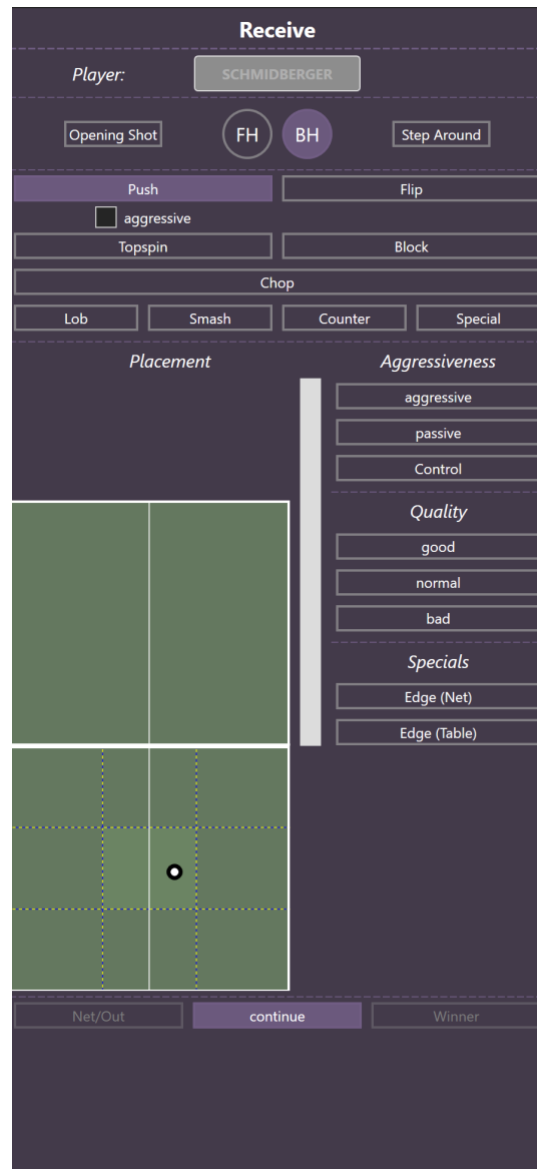 Receive
Player: SCHMIDBERGER
Opening Shot FH BH Step Around
Push Flip
aggressive
Topspin Block
Chop
Lob Smash Counter Special
Placement Aggressiveness
aggressive
passive
Control
Quality
good
normal
bad
Specials
Edge (Net)
Edge (Table)
Net/Out continue Winner